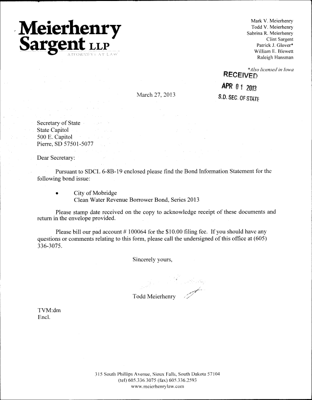 Meierhenry
Sargent LLP
ATTORNEYS AT LAW
Mark V. Meierhenry
Todd V. Meierhenry
Sabrina R. Meierhenry
Clint Sargent
Patrick J. Glover*
William E. Blewett
Raleigh Hansman
*Also licensed in Iowa
RECEIVED
APR 01 2013
S.D. SEC. OF STATE
March 27, 2013
Secretary of State
State Capitol
500 E. Capitol
Pierre, SD 57501-5077
Dear Secretary:
Pursuant to SDCL 6-8B-19 enclosed please find the Bond Information Statement for the
following bond issue:
• City of Mobridge
Clean Water Revenue Borrower Bond, Series 2013
Please stamp date received on the copy to acknowledge receipt of these documents and
return in the envelope provided.
Please bill our pad account # 100064 for the $10.00 filing fee. If you should have any
questions or comments relating to this form, please call the undersigned of this office at (605)
336-3075.
Sincerely yours,
Todd Meierhenry
TVM:dm
Encl.
315 South Phillips Avenue, Sioux Falls, South Dakota 57104
(tel) 605.336.3075 (fax) 605.336.2593
www.meierhenrylaw.com